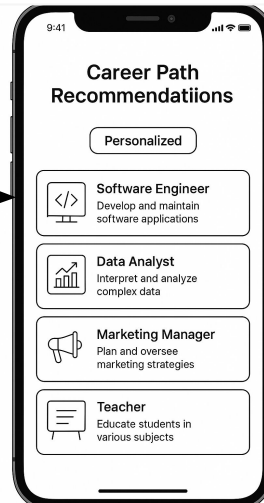 9:41
Career Path
Recommendatiions
Personalized
</>
Software Engineer
Develop and maintain
software applications
Data Analyst
Interpret and analyze
complex data
Marketing Manager
Plan and oversee
marketing strategies
Teacher
Educate students in
various subjects